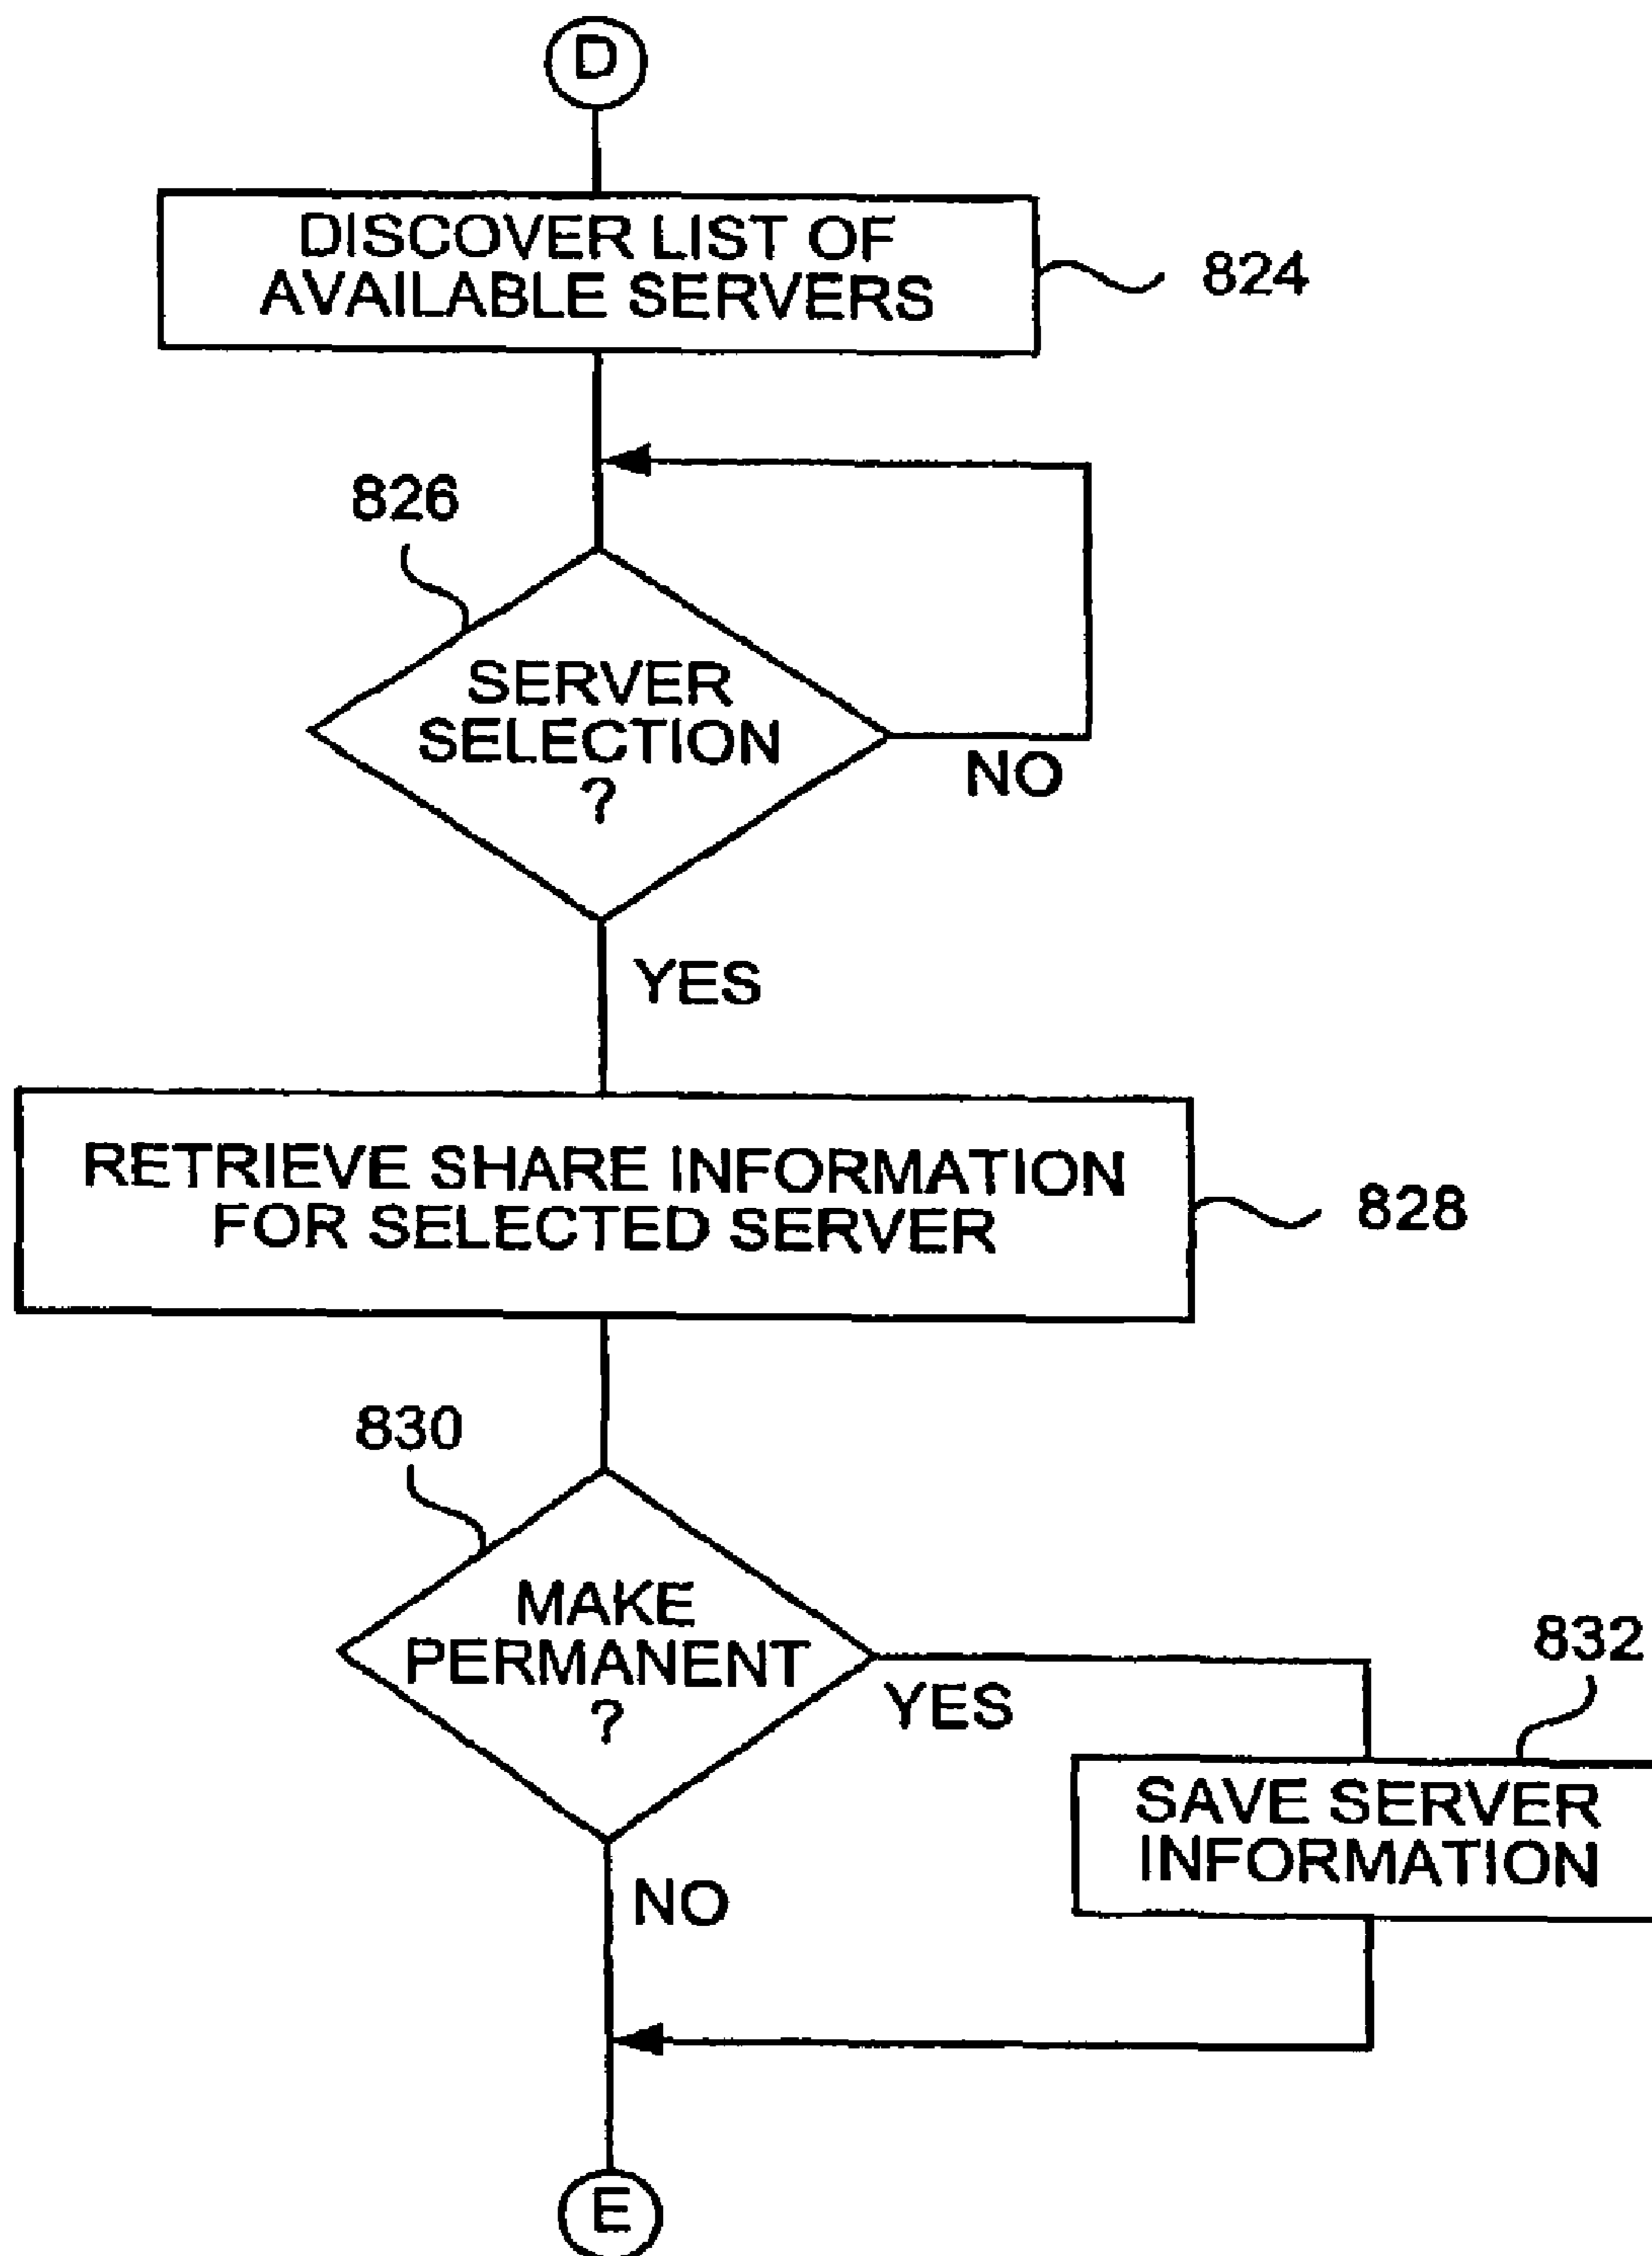 D
DISCOVER LIST OF
AVAILABLE SERVERS
824
826
SERVER
SELECTION
?
NO
YES
RETRIEVE SHARE INFORMATION
FOR SELECTED SERVER
828
830
MAKE
PERMANENT
?
YES
832
SAVE SERVER
INFORMATION
NO
E